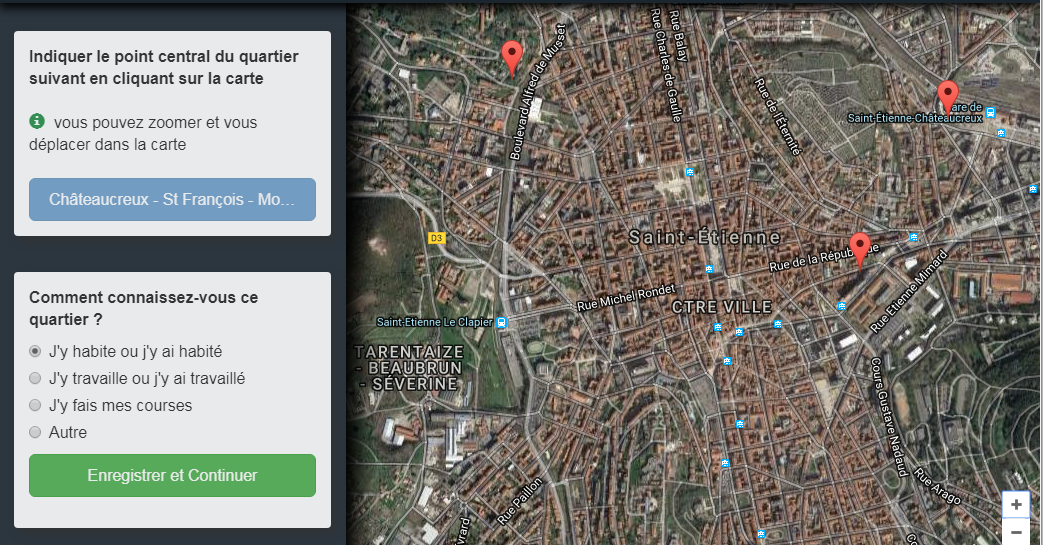 Indiquer le point central du quartier
suivant en cliquant sur la carte
vous pouvez zoomer et vous
déplacer dans la carte
Châteaucreux - St François - Mo...
Comment connaissez-vous ce
quartier ?
J'y habite ou j'y ai habité
J'y travaille ou j'y ai travaillé
J'y fais mes courses
Autre
Enregistrer et Continuer
Boulevard Alfred de Musset
Rue Charles de Gaulle
Rue Balay
Rue de l'Éternité
are de
Saint-Étienne-Châteaucreux
D3
Saint-Étienne
Rue de la République
Rue Michel Rondet
CTRE VILLE
Saint-Etienne Le Clapier
Rue Etienne Mimard
TARENTAIZE
- BEAUBRUN
- SÉVERINE
Cours Gustave Nadaud
Rue Arago
Rue Paillon
vrard
Co
+
−